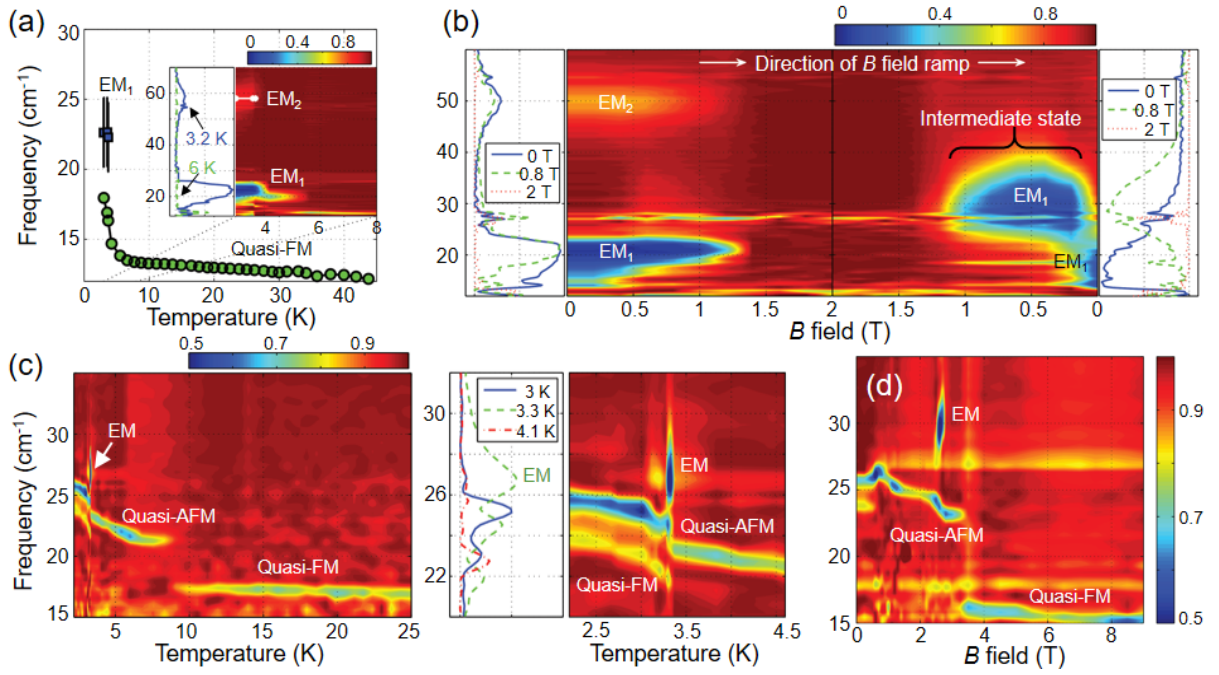 (a)
30
25
20
15
Frequency (cm⁻¹)
0 0.4 0.8
EM₁
60
40
20
3.2 K
6 K
EM₂
EM₁
4 6 8
Quasi-FM
0 10 20 30 40
Temperature (K)
(b)
0 0.4 0.8
50
40
30
20
0 T
0.8 T
2 T
→ Direction of B field ramp →
EM₂
Intermediate state
EM₁
EM₁
EM₁
0 T
0.8 T
2 T
0 0.5 1 1.5 2 1.5 1 0.5 0
B field (T)
(c)
0.5 0.7 0.9
Frequency (cm⁻¹)
30
25
20
15
EM
Quasi-AFM
Quasi-FM
5 10 15 20 25
Temperature (K)
30
26
22
3 K
3.3 K
4.1 K
EM
EM
Quasi-AFM
Quasi-FM
2.5 3.5 4.5
Temperature (K)
(d)
30
25
20
15
EM
Quasi-AFM
Quasi-FM
0 2 4 6 8
B field (T)
0.9
0.8
0.7
0.5